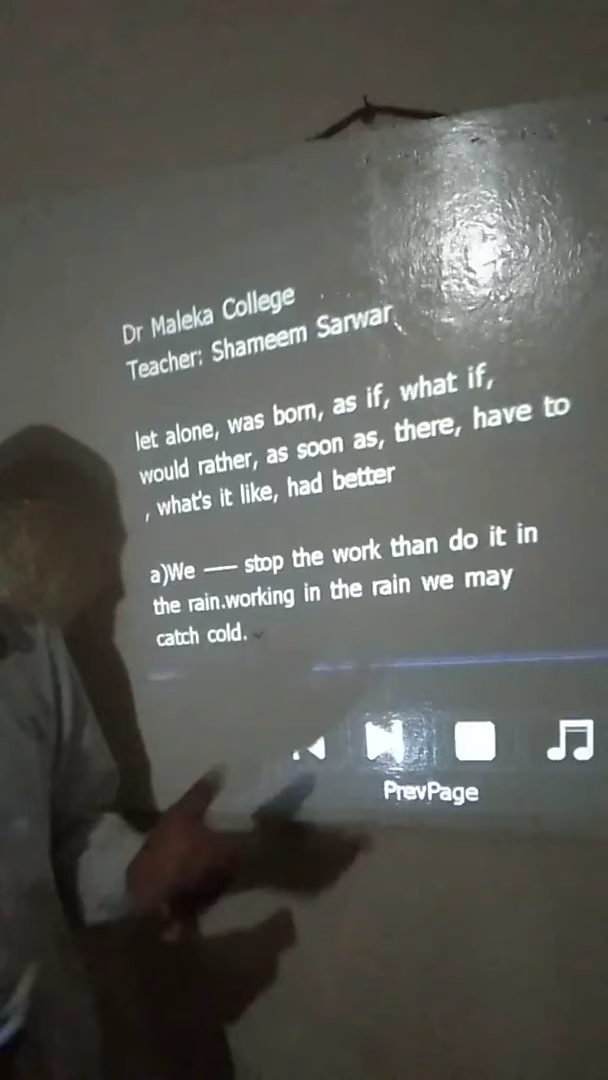 Dr Maleka College
Teacher: Shameem Sarwar
let alone, was born, as if, what if,
would rather, as soon as, there, have to
, what's it like, had better
a)We — stop the work than do it in
the rain.working in the rain we may
catch cold.
PrevPage